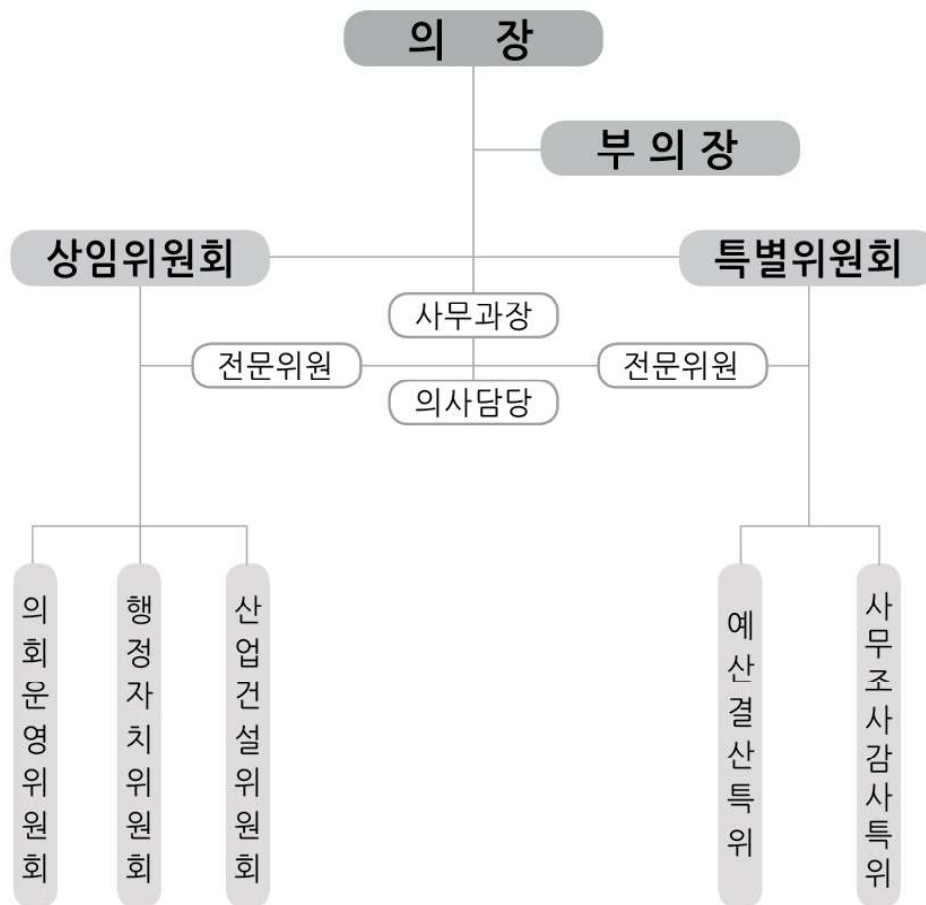 의 장
부 의 장
상임위원회
특별위원회
사무과장
전문위원
전문위원
의사담당
의회운영위원회
행정자치위원회
산업건설위원회
예산결산특위
사무조사감사특위